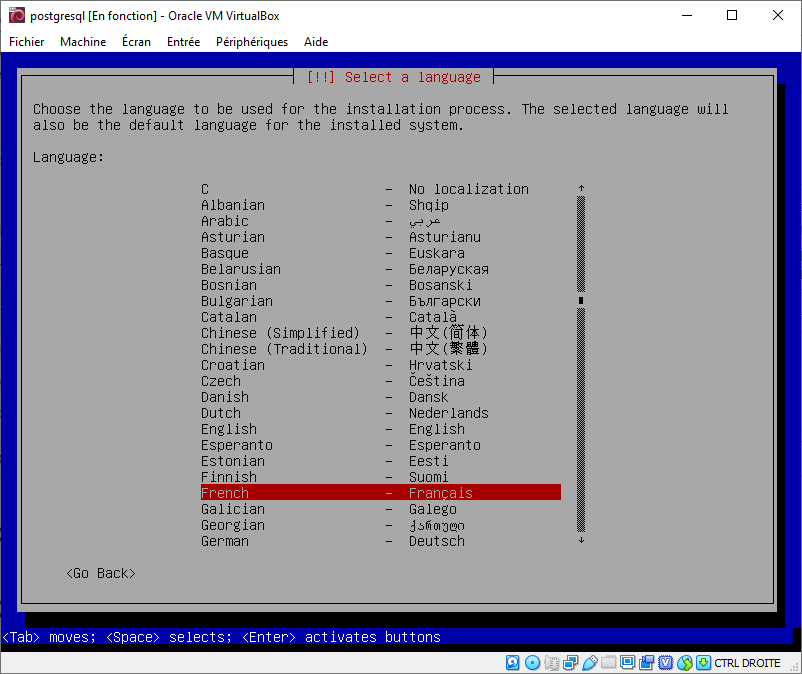 postgresql [En fonction] - Oracle VM VirtualBox
Fichier Machine Écran Entrée Périphériques Aide
[!!] Select a language
Choose the language to be used for the installation process. The selected language will
also be the default language for the installed system.
Language:
C - No localization
Albanian - Shqip
Arabic - عربي
Asturian - Asturianu
Basque - Euskara
Belarusian - Беларуская
Bosnian - Bosanski
Bulgarian - Български
Catalan - Català
Chinese (Simplified) - 中文(简体)
Chinese (Traditional) - 中文(繁體)
Croatian - Hrvatski
Czech - Čeština
Danish - Dansk
Dutch - Nederlands
English - English
Esperanto - Esperanto
Estonian - Eesti
Finnish - Suomi
French - Français
Galician - Galego
Georgian - ქართული
German - Deutsch
<Go Back>
<Tab> moves; <Space> selects; <Enter> activates buttons
CTRL DROITE